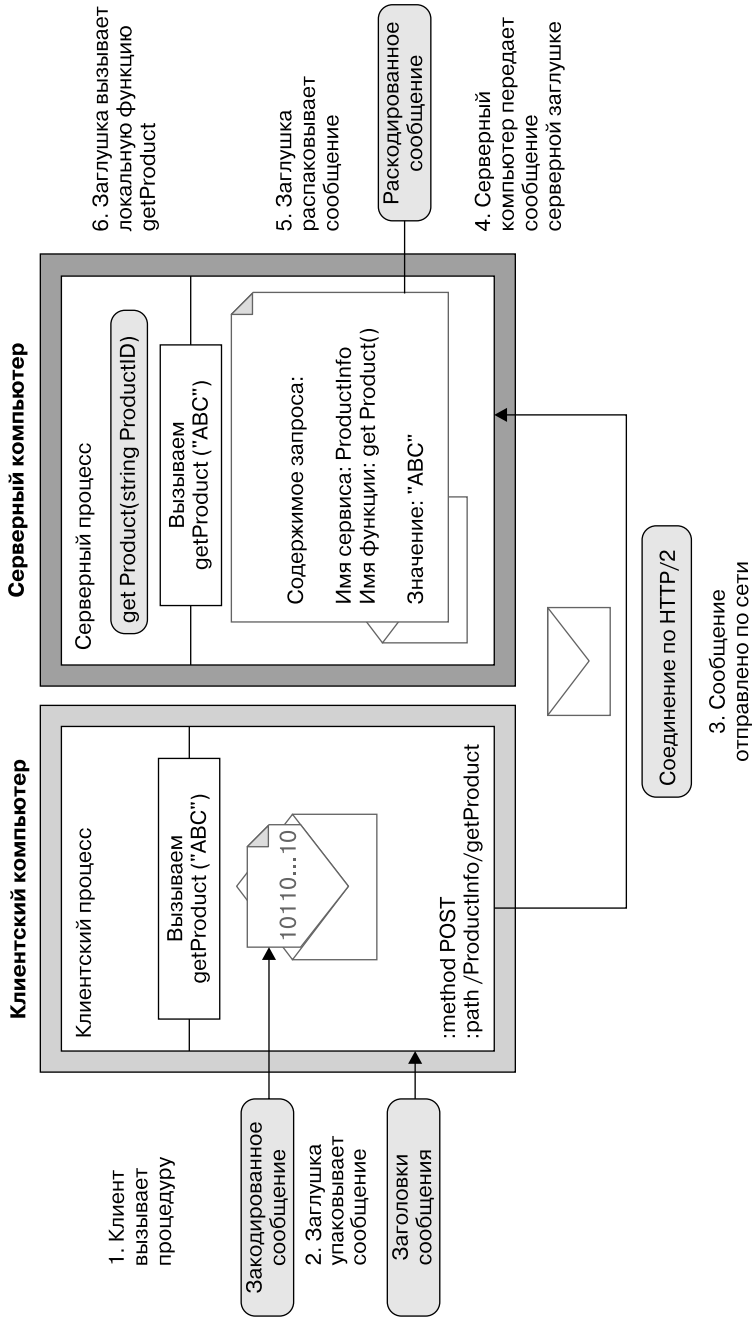 Клиентский компьютер
Клиентский процесс
1. Клиент
вызывает
процедуру
Вызываем
getProduct ("ABC")
10110...10
Закодированное
сообщение
2. Заглушка
упаковывает
сообщение
Заголовки
сообщения
:method POST
:path /ProductInfo/getProduct
Соединение по HTTP/2
3. Сообщение
отправлено по сети
Серверный компьютер
Серверный процесс
get Product(string ProductID)
Вызываем
getProduct ("ABC")
Содержимое запроса:
Имя сервиса: ProductInfo
Имя функции: get Product()
Значение: "ABC"
6. Заглушка вызывает
локальную функцию
getProduct
5. Заглушка
распаковывает
сообщение
Раскодированное
сообщение
4. Серверный
компьютер передает
сообщение
серверной заглушке